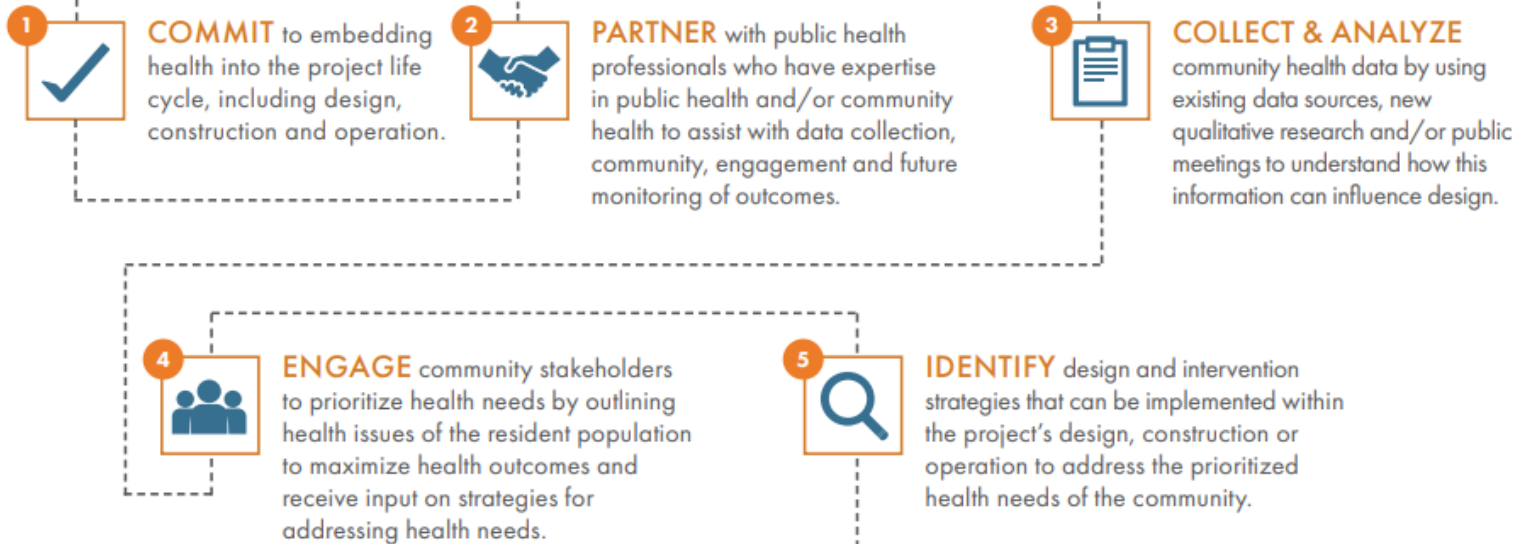 1
COMMIT to embedding
health into the project life
cycle, including design,
construction and operation.
2
PARTNER with public health
professionals who have expertise
in public health and/or community
health to assist with data collection,
community, engagement and future
monitoring of outcomes.
3
COLLECT & ANALYZE
community health data by using
existing data sources, new
qualitative research and/or public
meetings to understand how this
information can influence design.
4
ENGAGE community stakeholders
to prioritize health needs by outlining
health issues of the resident population
to maximize health outcomes and
receive input on strategies for
addressing health needs.
5
IDENTIFY design and intervention
strategies that can be implemented within
the project's design, construction or
operation to address the prioritized
health needs of the community.